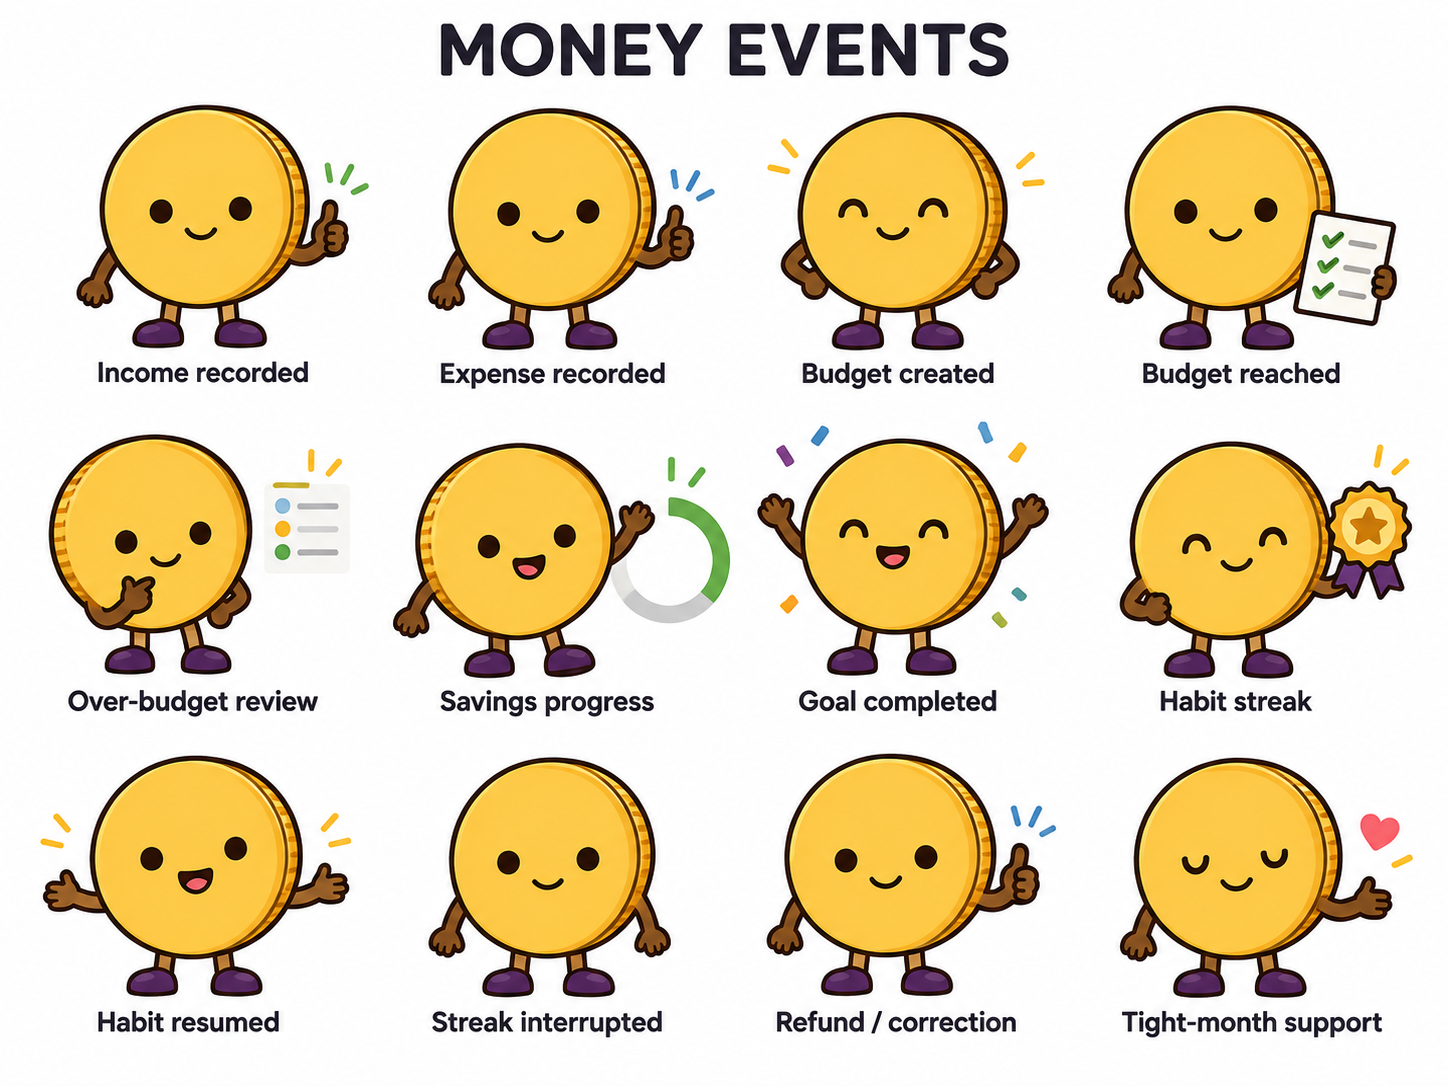 MONEY EVENTS
Income recorded
Expense recorded
Budget created
Budget reached
Over-budget review
Savings progress
Goal completed
Habit streak
Habit resumed
Streak interrupted
Refund / correction
Tight-month support